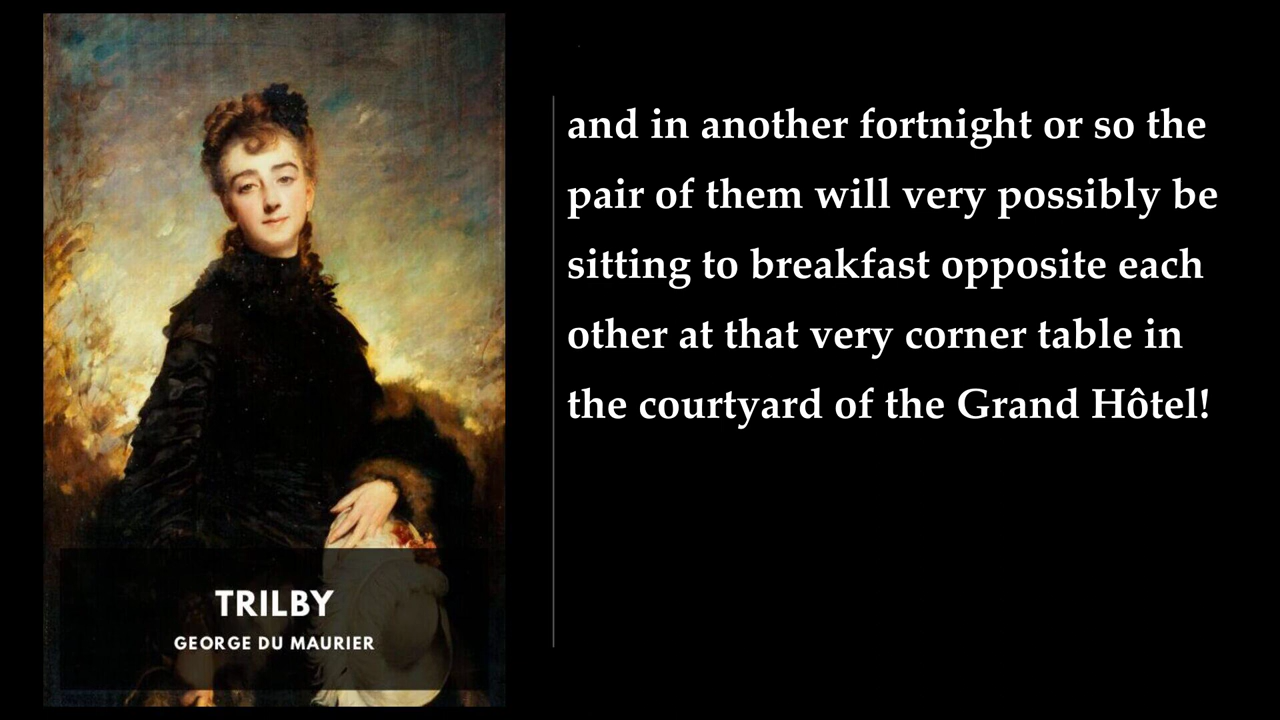 TRILBY
GEORGE DU MAURIER
and in another fortnight or so the
pair of them will very possibly be
sitting to breakfast opposite each
other at that very corner table in
the courtyard of the Grand Hôtel!